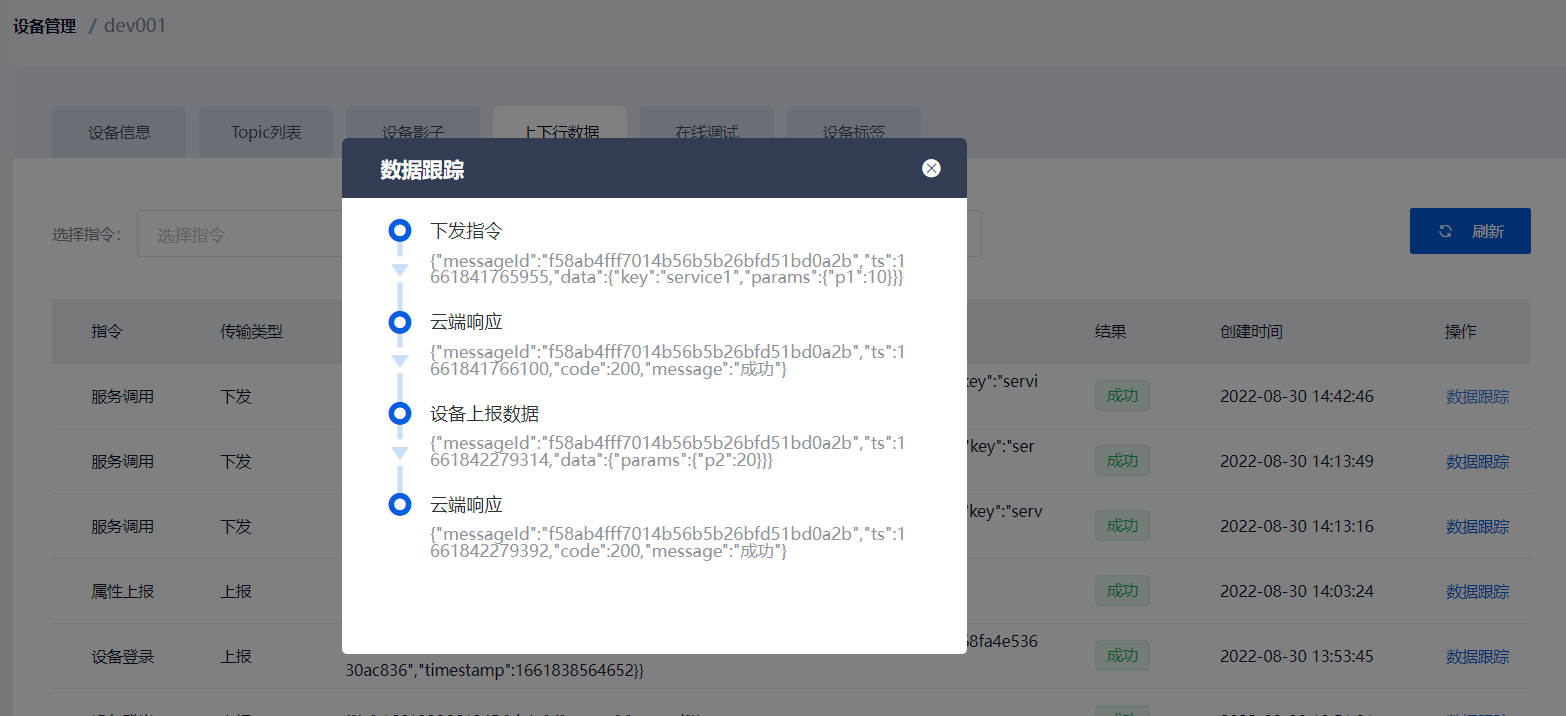 设备管理 / dev001
设备信息 Topic列表 设备影子 上下行数据 在线调试 设备标签
数据跟踪
选择指令: 选择指令
刷新
下发指令
{"messageId":"f58ab4fff7014b56b5b26bfd51bd0a2b","ts":1
661841765955,"data":{"key":"service1","params":{"p1":10}}}
云端响应
{"messageId":"f58ab4fff7014b56b5b26bfd51bd0a2b","ts":1
661841766100,"code":200,"message":"成功"}
设备上报数据
{"messageId":"f58ab4fff7014b56b5b26bfd51bd0a2b","ts":1
661842279314,"data":{"params":{"p2":20}}}
云端响应
{"messageId":"f58ab4fff7014b56b5b26bfd51bd0a2b","ts":1
661842279392,"code":200,"message":"成功"}
指令 传输类型 结果 创建时间 操作
服务调用 下发 key":"servi 成功 2022-08-30 14:42:46 数据跟踪
服务调用 下发 "key":"ser 成功 2022-08-30 14:13:49 数据跟踪
服务调用 下发 "key":"serv 成功 2022-08-30 14:13:16 数据跟踪
属性上报 上报 成功 2022-08-30 14:03:24 数据跟踪
设备登录 上报 68fa4e536 成功 2022-08-30 13:53:45 数据跟踪
30ac836","timestamp":1661838564652}}